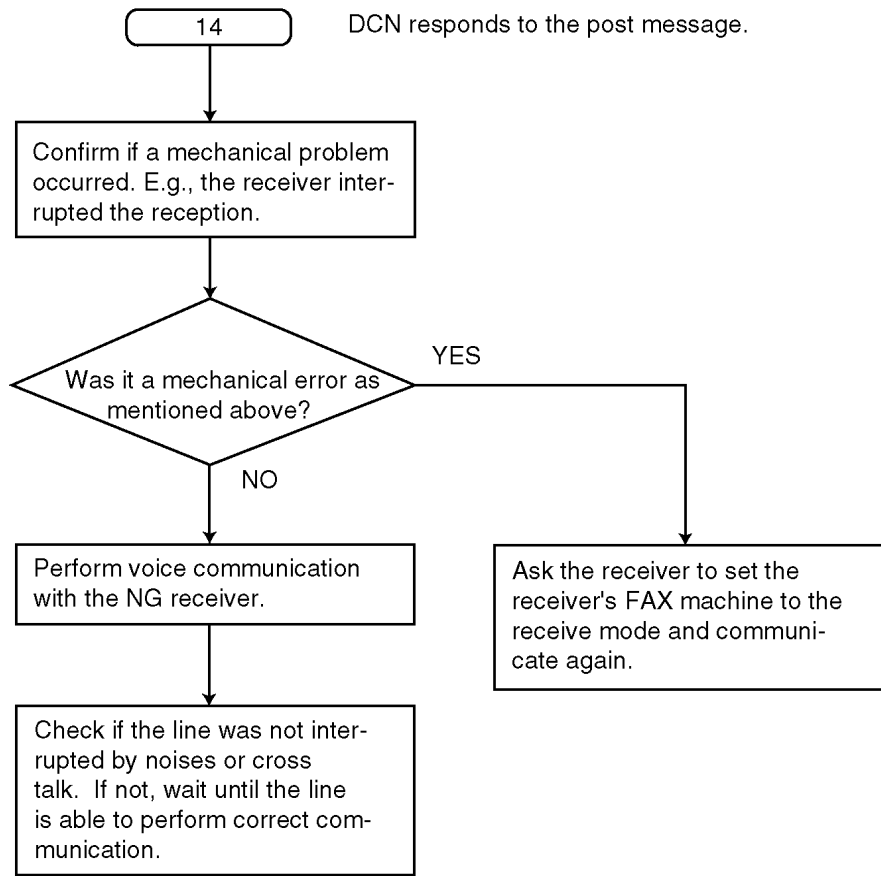 14
DCN responds to the post message.
Confirm if a mechanical problem
occurred. E.g., the receiver inter-
rupted the reception.
Was it a mechanical error as
mentioned above?
YES
NO
Perform voice communication
with the NG receiver.
Ask the receiver to set the
receiver's FAX machine to the
receive mode and communi-
cate again.
Check if the line was not inter-
rupted by noises or cross
talk.  If not, wait until the line
is able to perform correct com-
munication.